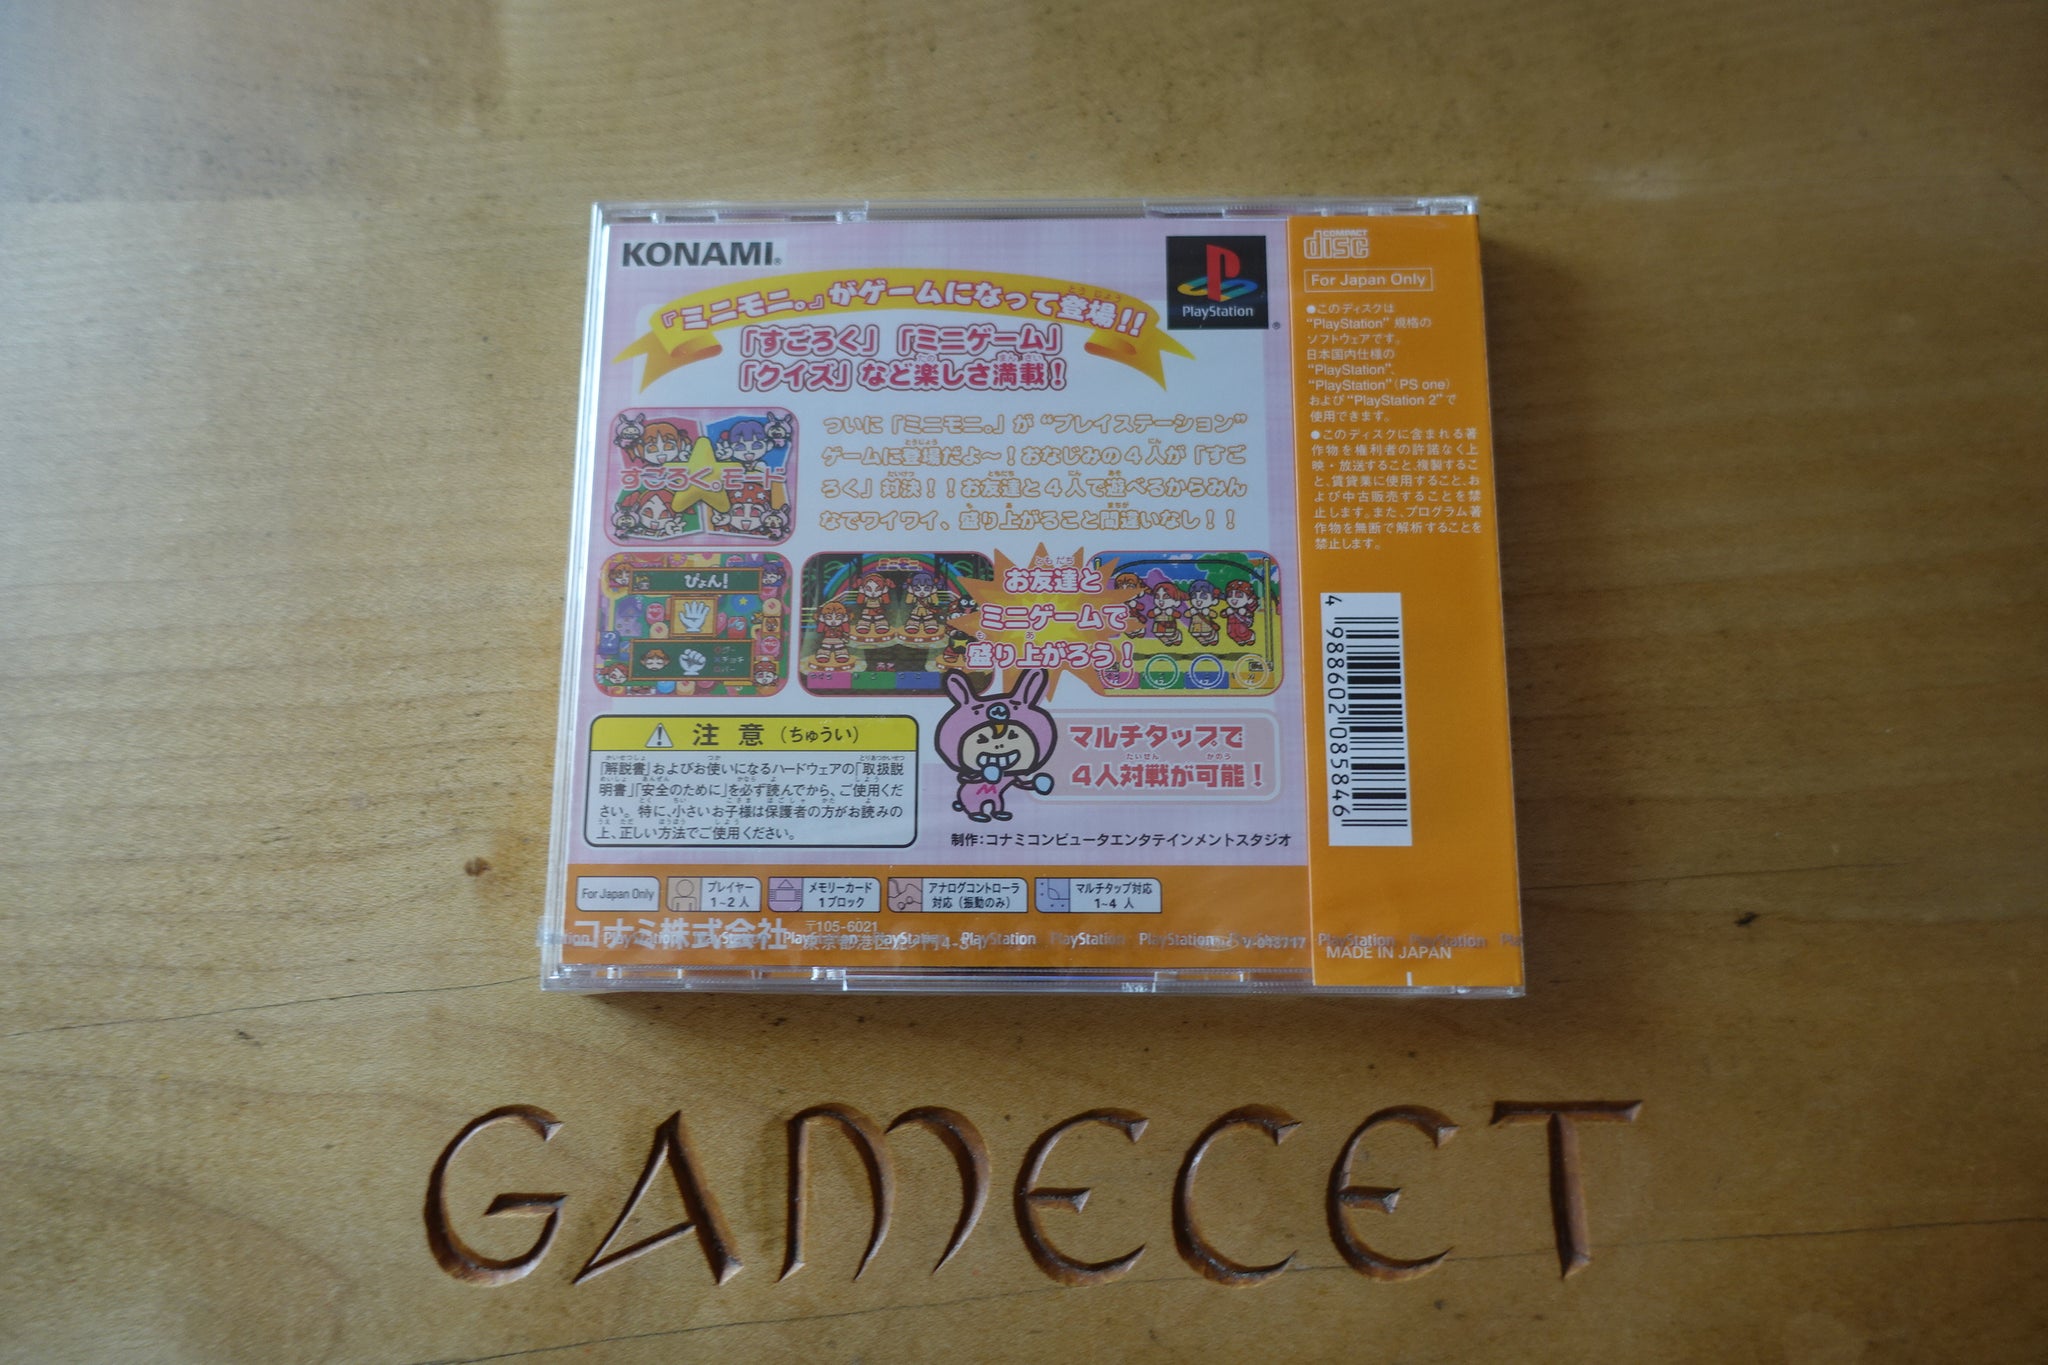 KONAMI®
『ミニモニ。』がゲームになって登場!!
「すごろく」「ミニゲーム」
「クイズ」など楽しさ満載!
PlayStation
®
すごろく。モード
ついに「ミニモニ。」が“プレイステーション”
ゲームに登場だよ〜!おなじみの4人が「すご
ろく」対決!!お友達と4人で遊べるからみん
なでワイワイ、盛り上がること間違いなし!!
ぴょん!
グー
チョキ
パー
ミニモニ
お友達と
ミニゲームで
盛り上がろう!
注意(ちゅうい)
「解説書」およびお使いになるハードウェアの「取扱説
明書」「安全のために」を必ず読んでから、ご使用くだ
さい。特に、小さいお子様は保護者の方がお読みの
上、正しい方法でご使用ください。
マルチタップで
4人対戦が可能!
制作:コナミコンピュータエンタテインメントスタジオ
For Japan Only
プレイヤー
1~2人
メモリーカード
1ブロック
アナログコントローラ
対応(振動のみ)
マルチタップ対応
1~4人
コナミ株式会社
〒105-6021
PlayStation PlayStation PlayStation PlayStation PlayStation PlayStation PlayStation
COMPACT
disc
For Japan Only
●このディスクは
“PlayStation” 規格の
ソフトウェアです。
日本国内仕様の
“PlayStation”、
“PlayStation”(PS one)
および“PlayStation 2”で
使用できます。
●このディスクに含まれる著
作物を権利者の許諾なく上
映・放送すること、複製するこ
と、賃貸業に使用すること、お
よび中古販売することを禁
止します。また、プログラム著
作物を無断で解析することを
禁止します。
4 988602 085846
MADE IN JAPAN
GAMECET